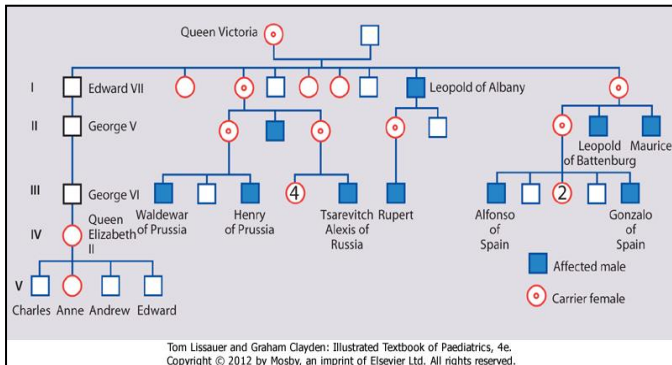 Queen Victoria
I
Edward VII
Leopold of Albany
II
George V
Leopold
of Battenburg
Maurice
III
George VI
4
2
Waldewar
of Prussia
Henry
of Prussia
Tsarevitch
Alexis of
Russia
Rupert
Alfonso
of
Spain
Gonzalo
of
Spain
IV
Queen
Elizabeth
II
Affected male
V
Carrier female
Charles
Anne
Andrew
Edward
Tom Lissauer and Graham Clayden: Illustrated Textbook of Paediatrics, 4e.
Copyright © 2012 by Mosby, an imprint of Elsevier Ltd. All rights reserved.